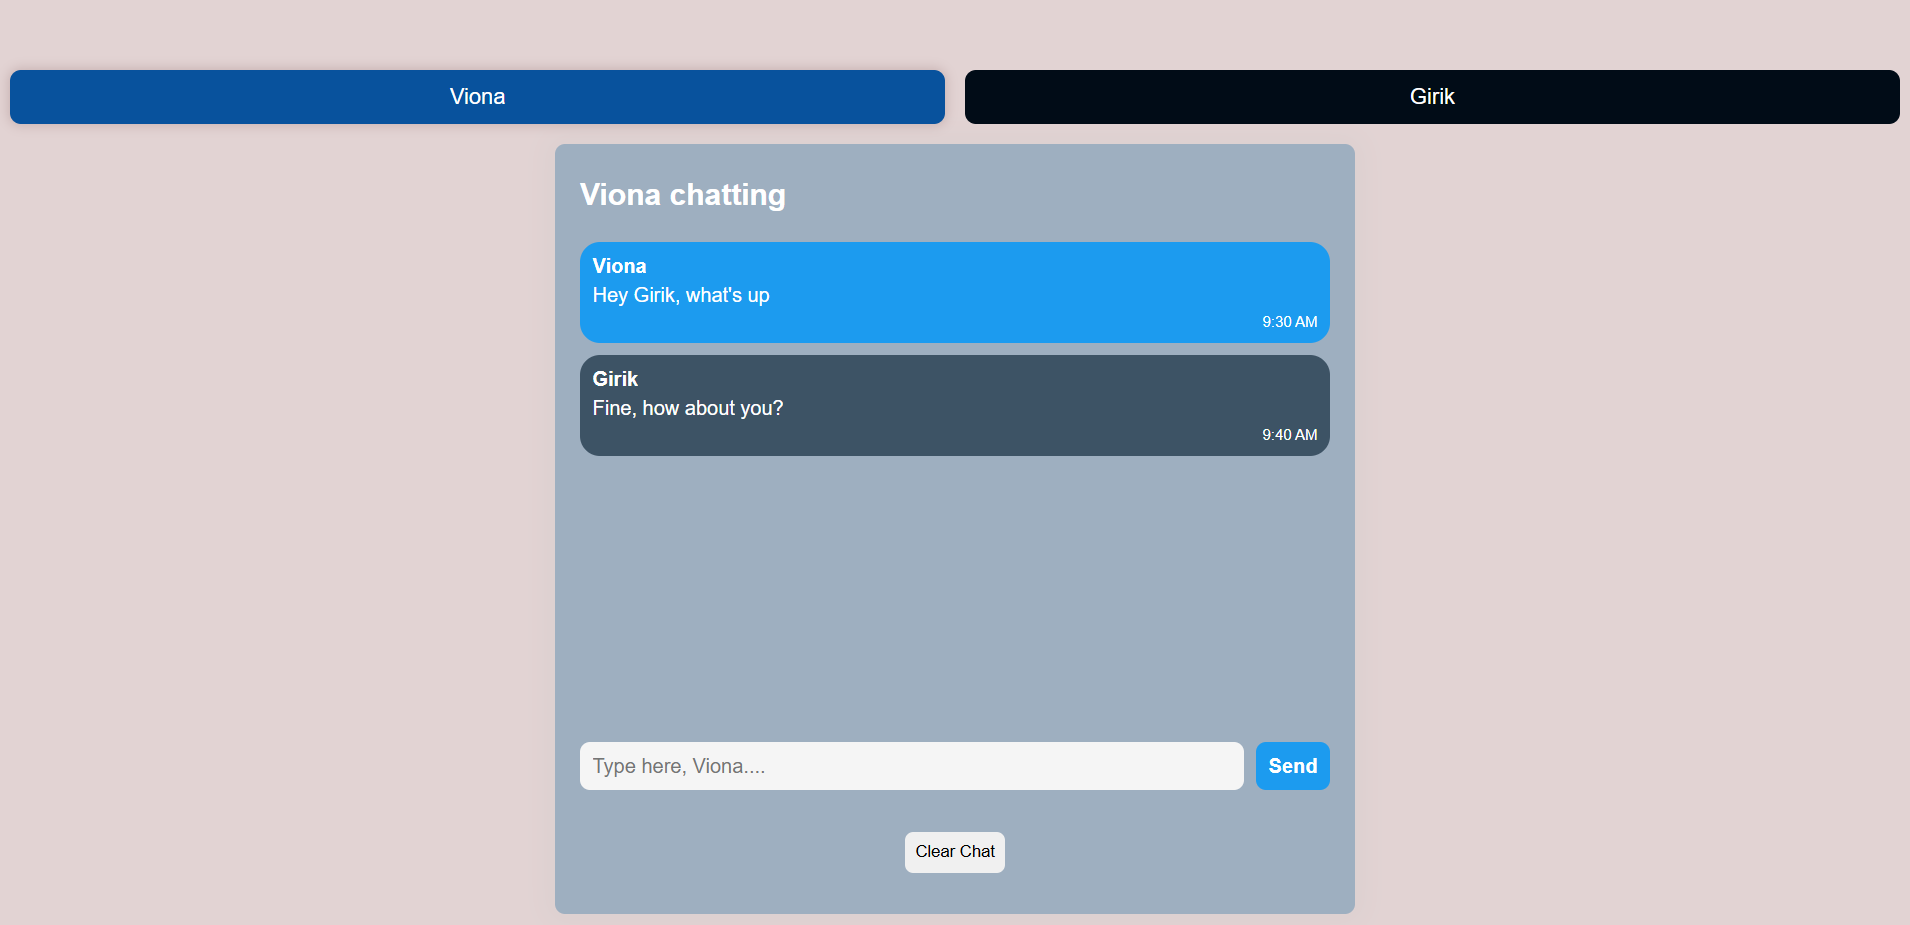 Viona
Girik
Viona chatting
Viona
Hey Girik, what's up
9:30 AM
Girik
Fine, how about you?
9:40 AM
Type here, Viona....
Send
Clear Chat